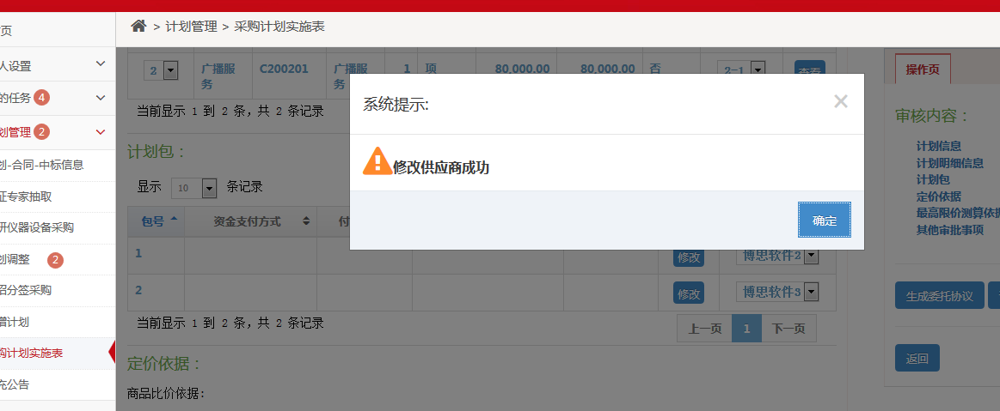 页
> 计划管理 > 采购计划实施表
人设置
的任务 4
划管理 2
划-合同-中标信息
证专家抽取
研仪器设备采购
划调整 2
招分签采购
增计划
购计划实施表
充公告
2 广播服务 C200201 广播服务 1 项 80,000.00 80,000.00 否 2-1 查看
当前显示 1 到 2 条，共 2 条记录
计划包：
显示 10 条记录
包号 资金支付方式 付
1 修改 博思软件2
2 修改 博思软件3
当前显示 1 到 2 条，共 2 条记录
上一页 1 下一页
定价依据：
商品比价依据:
系统提示:
×
修改供应商成功
确定
操作页
审核内容：
计划信息
计划明细信息
计划包
定价依据
最高限价测算依据
其他审批事项
生成委托协议
返回